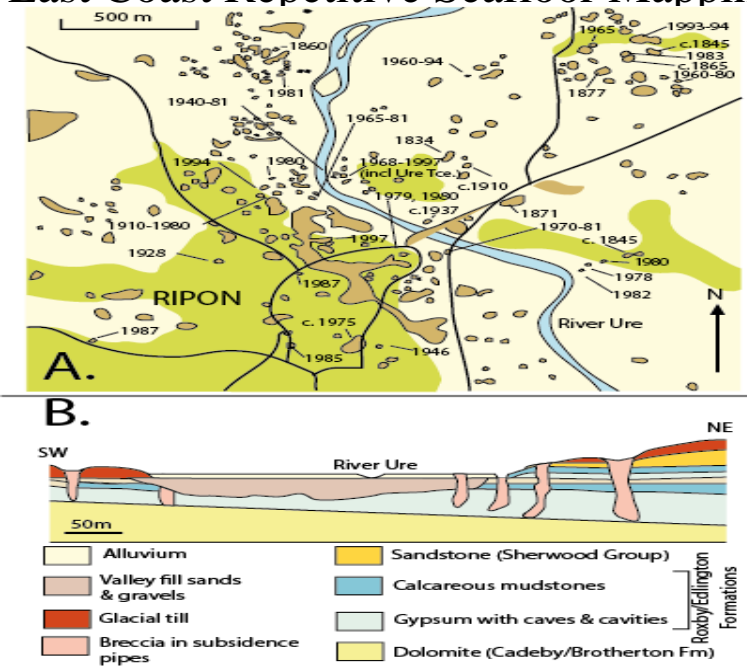 East Coast Repetitive Seafloor Mappin
500 m
1860
1981
1940-81
1960-94
1965
1993-94
c.1845
1983
c.1865
1960-80
1877
1965-81
1834
1994
1980
1968-1997
(incl Ure Tce.)
c.1910
1979, 1980
c.1937
1871
1910-1980
1970-81
1928
1997
c. 1845
1980
1978
1982
1987
RIPON
N
River Ure
c. 1975
1987
1985
1946
A.
B.
SW
NE
River Ure
50m
Alluvium
Valley fill sands
& gravels
Glacial till
Breccia in subsidence
pipes
Sandstone (Sherwood Group)
Calcareous mudstones
Gypsum with caves & cavities
Dolomite (Cadeby/Brotherton Fm)
Roxby/Edlington
Formations